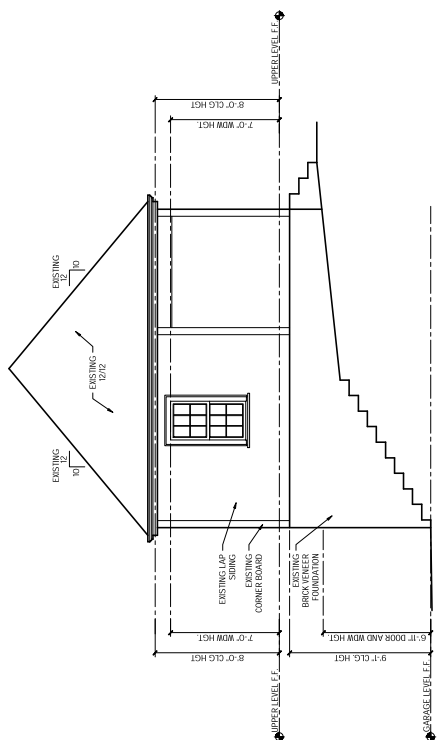 EXISTING
12
10
EXISTING
12
10
EXISTING
12/12
UPPER LEVEL F.F.
8'-0" CLG HGT
7'-0" WDW HGT.
EXISTING LAP
SIDING
EXISTING
CORNER BOARD
EXISTING
BRICK VENEER
FOUNDATION
7'-0" WDW HGT.
8'-0" CLG HGT
UPPER LEVEL F.F.
6'-11" DOOR AND WDW HGT.
9'-1" CLG. HGT
GARAGE LEVEL F.F.